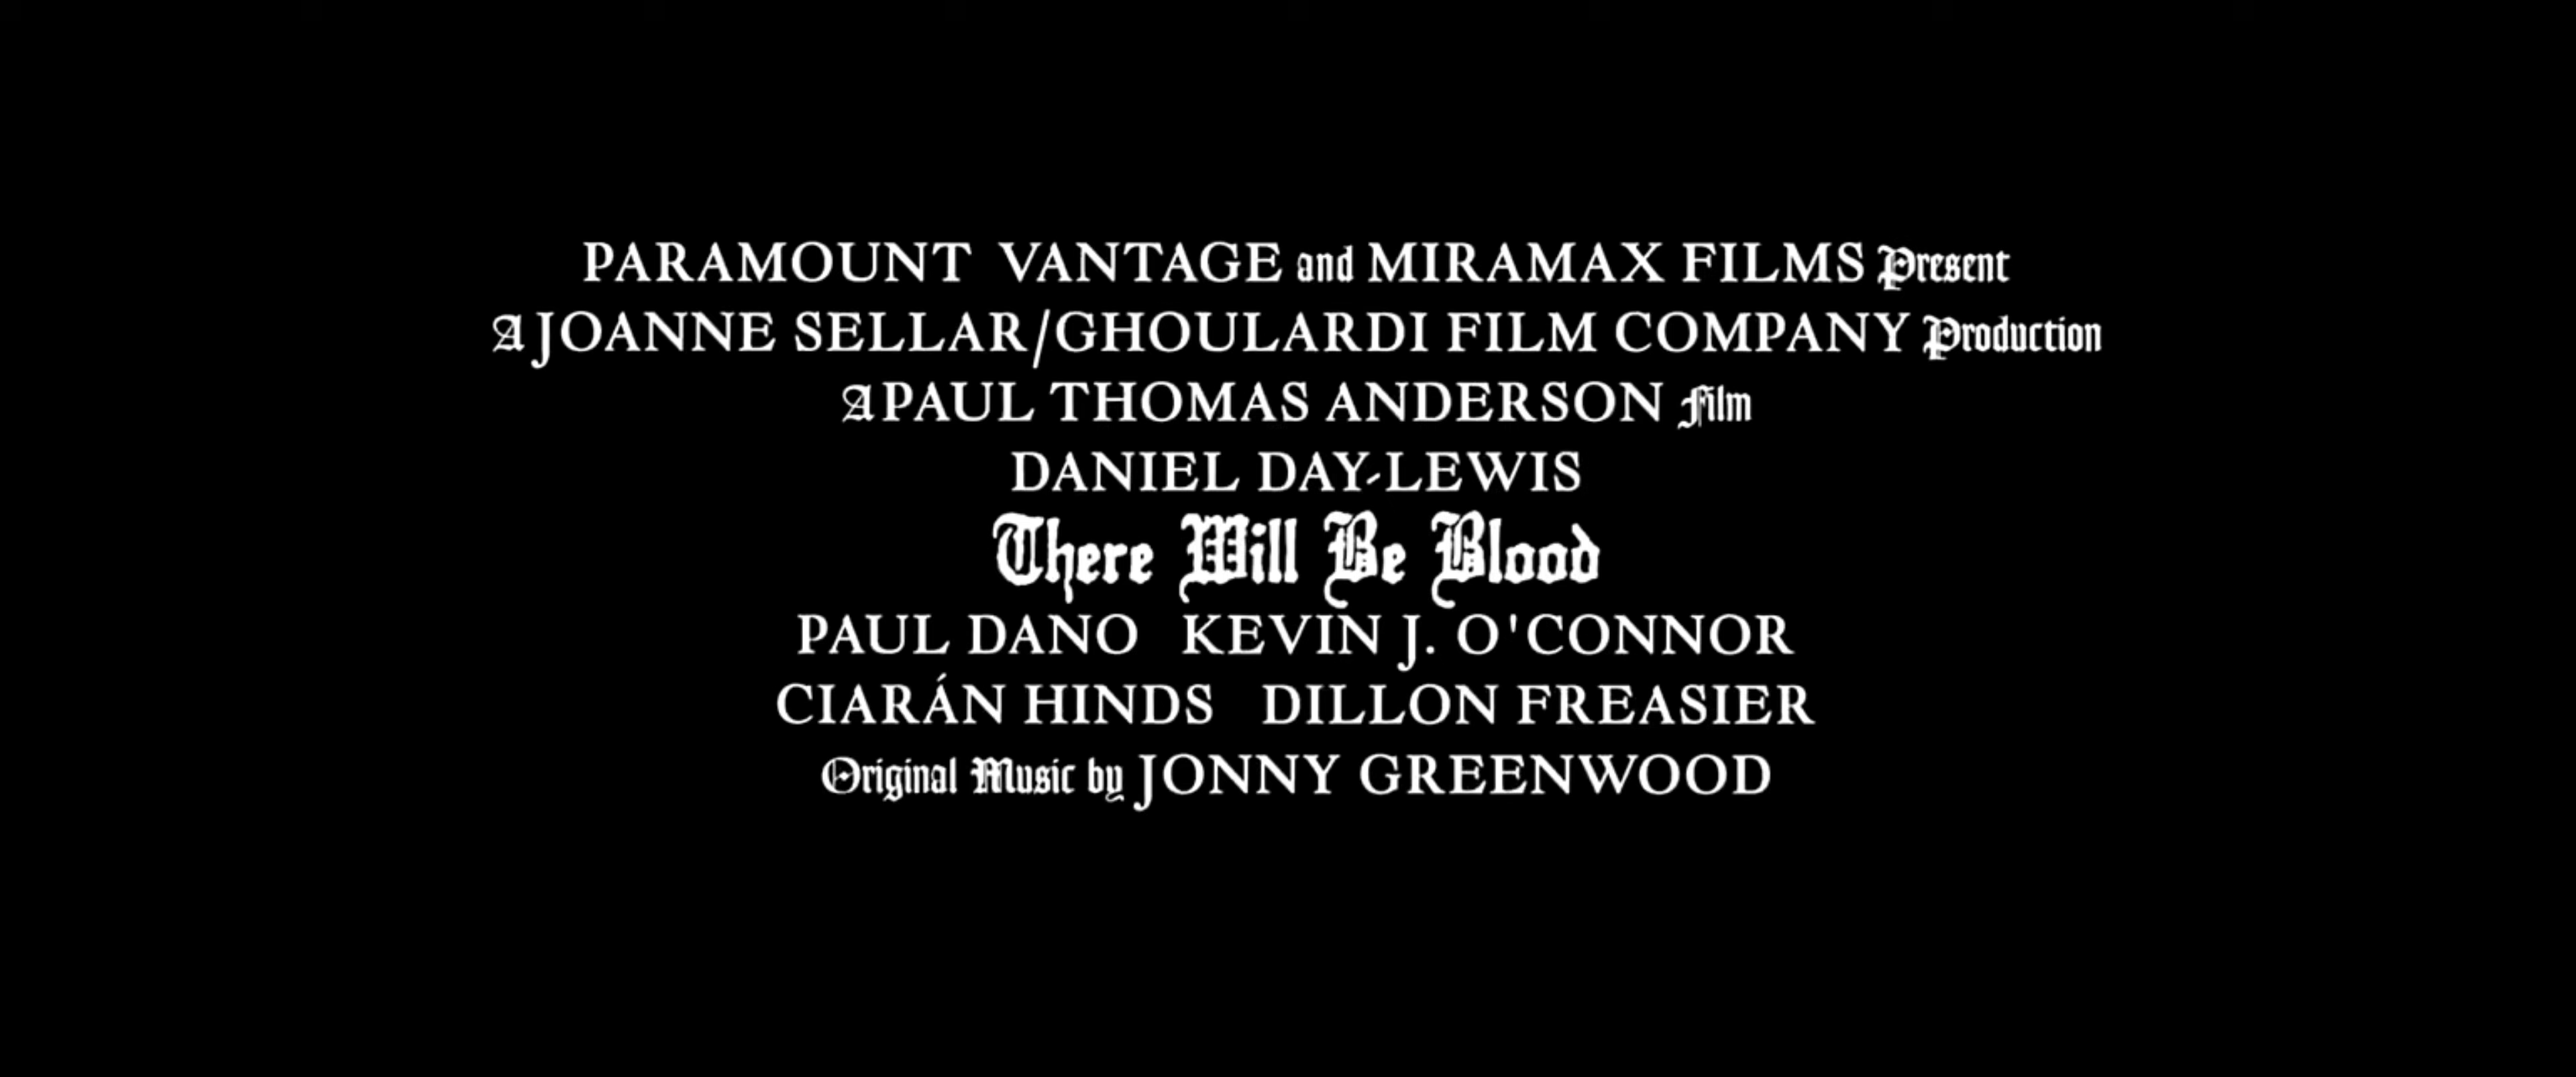 PARAMOUNT VANTAGE and MIRAMAX FILMS Present
A JOANNE SELLAR/GHOULARDI FILM COMPANY Production
A PAUL THOMAS ANDERSON Film
DANIEL DAY-LEWIS
There Will Be Blood
PAUL DANO KEVIN J. O'CONNOR
CIARÁN HINDS DILLON FREASIER
Original Music by JONNY GREENWOOD